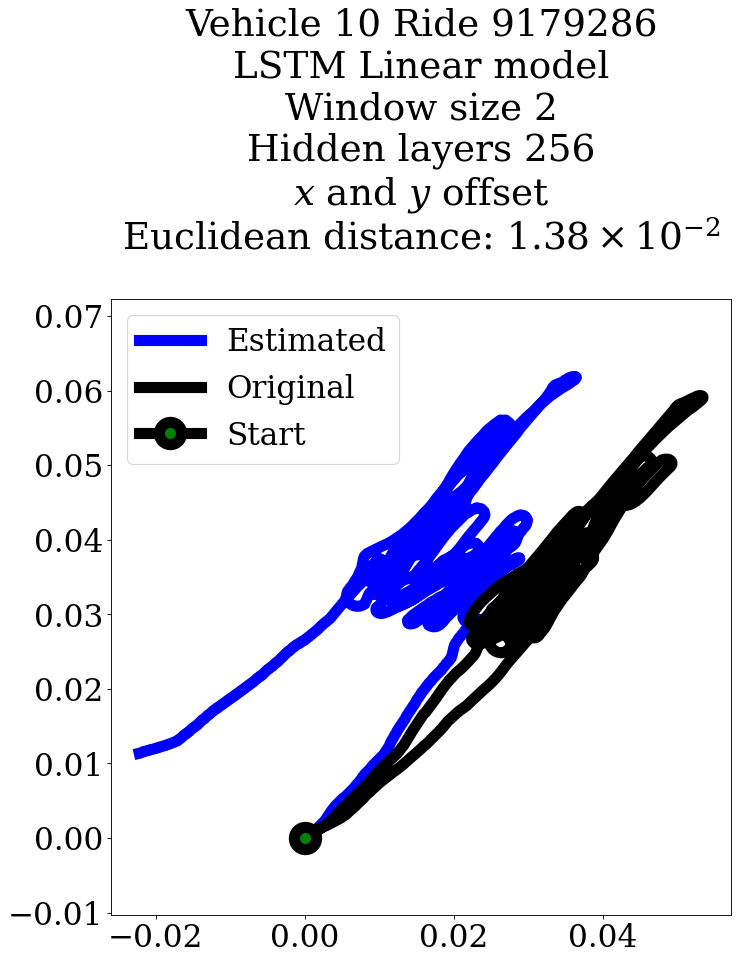 Vehicle 10 Ride 9179286
LSTM Linear model
Window size 2
Hidden layers 256
x and y offset
Euclidean distance: 1.38 × 10⁻²
Estimated
Original
Start
0.07
0.06
0.05
0.04
0.03
0.02
0.01
0.00
−0.01
−0.02 0.00 0.02 0.04